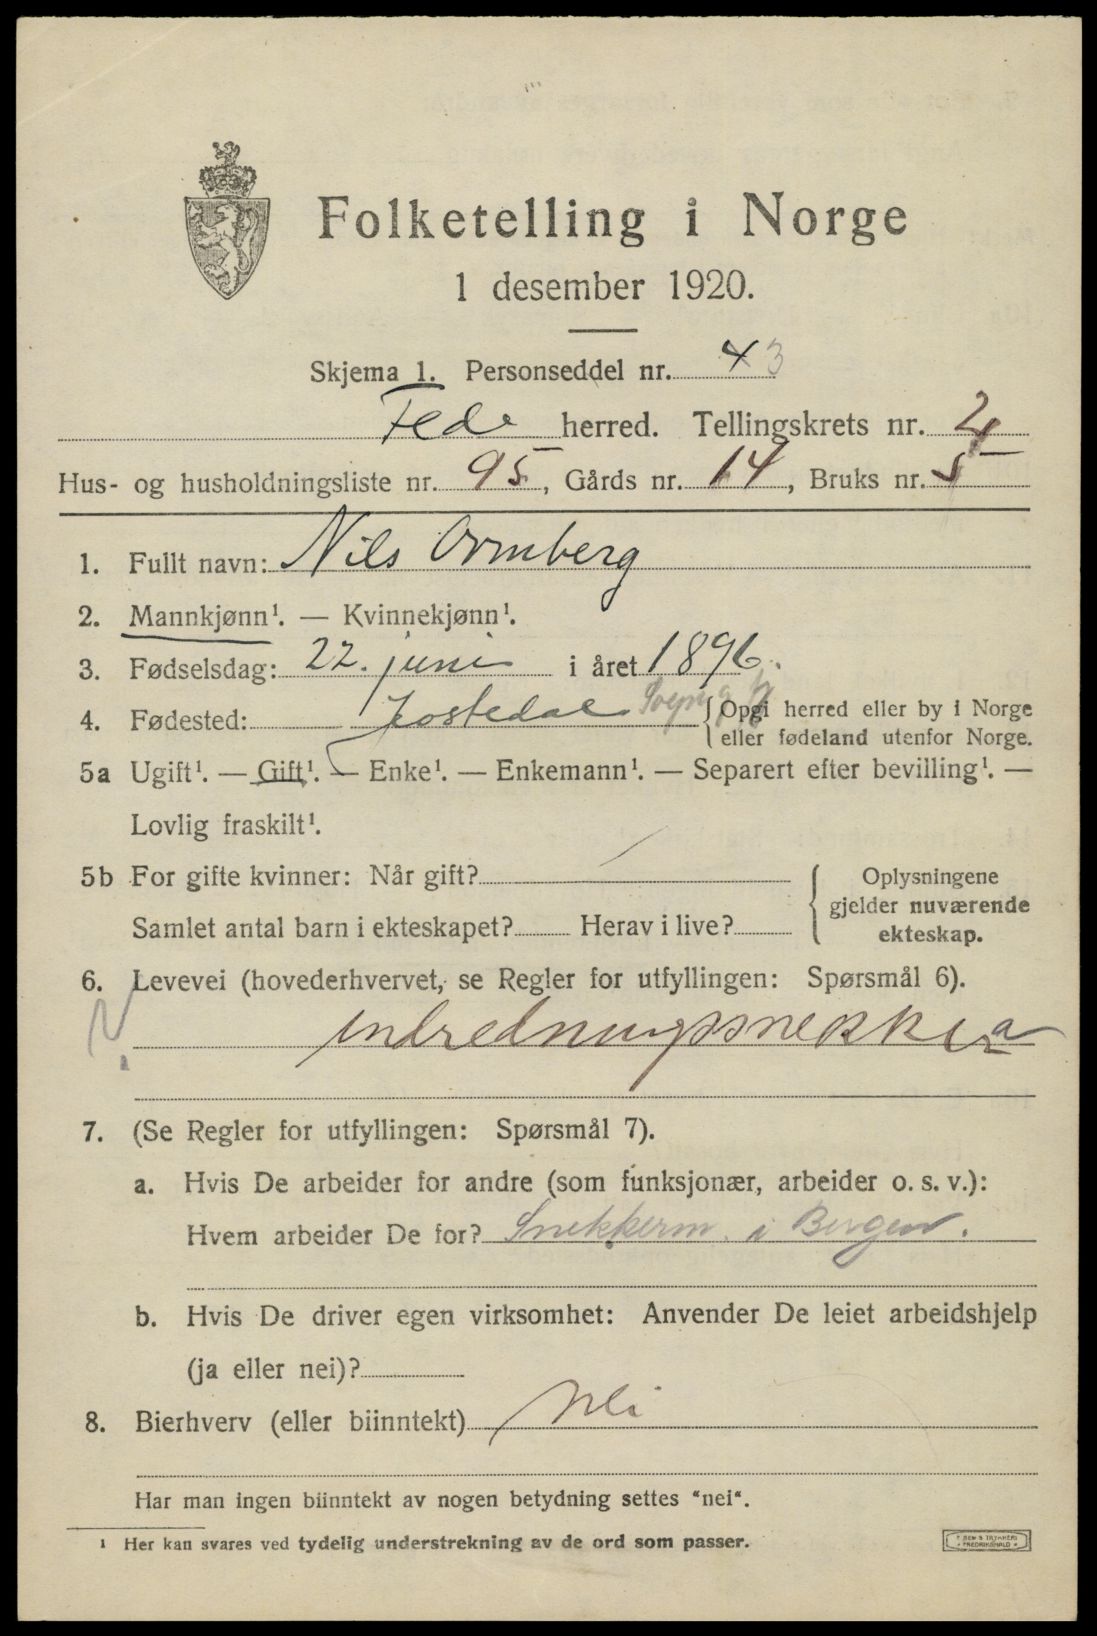 Folketelling i Norge
1 desember 1920.
Skjema 1. Personseddel nr. 43
Fede herred. Tellingskrets nr. 4
Hus- og husholdningsliste nr. 95, Gårds nr. 14, Bruks nr. 5
1. Fullt navn: Nils Ormberg
2. Mannkjønn¹. — Kvinnekjønn¹.
3. Fødselsdag: 22. juni i året 1896.
4. Fødested: Jostedal Sogn og Fj {Opgi herred eller by i Norge
eller fødeland utenfor Norge.
5a Ugift¹. — Gift¹. — Enke¹. — Enkemann¹. — Separert efter bevilling¹. —
Lovlig fraskilt¹.
5b For gifte kvinner: Når gift? —
Samlet antal barn i ekteskapet? Herav i live?
{Oplysningene
gjelder nuværende
ekteskap.
6. Levevei (hovederhvervet, se Regler for utfyllingen: Spørsmål 6).
indredningssnekker a
7. (Se Regler for utfyllingen: Spørsmål 7).
a. Hvis De arbeider for andre (som funksjonær, arbeider o. s. v.):
Hvem arbeider De for? Snekkerm. i Bergen.
b. Hvis De driver egen virksomhet: Anvender De leiet arbeidshjelp
(ja eller nei)?
8. Bierhverv (eller biinntekt) Nei
Har man ingen biinntekt av nogen betydning settes "nei".
¹ Her kan svares ved tydelig understrekning av de ord som passer.